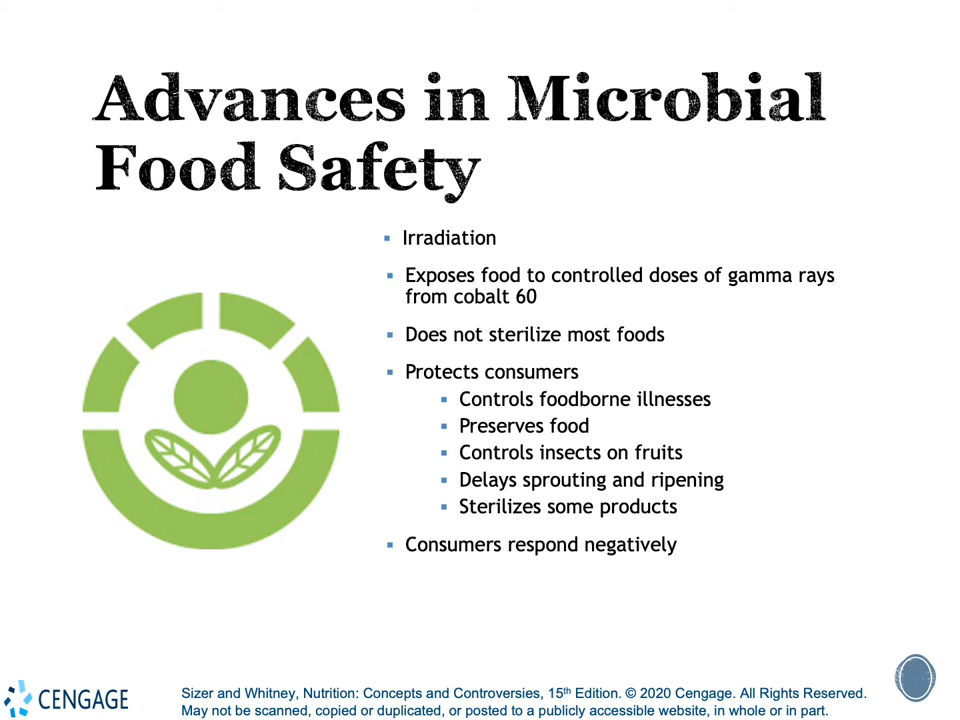 Advances in Microbial
Food Safety
▪ Irradiation
▪ Exposes food to controlled doses of gamma rays
from cobalt 60
▪ Does not sterilize most foods
▪ Protects consumers
▪ Controls foodborne illnesses
▪ Preserves food
▪ Controls insects on fruits
▪ Delays sprouting and ripening
▪ Sterilizes some products
▪ Consumers respond negatively
CENGAGE
Sizer and Whitney, Nutrition: Concepts and Controversies, 15th Edition. © 2020 Cengage. All Rights Reserved.
May not be scanned, copied or duplicated, or posted to a publicly accessible website, in whole or in part.